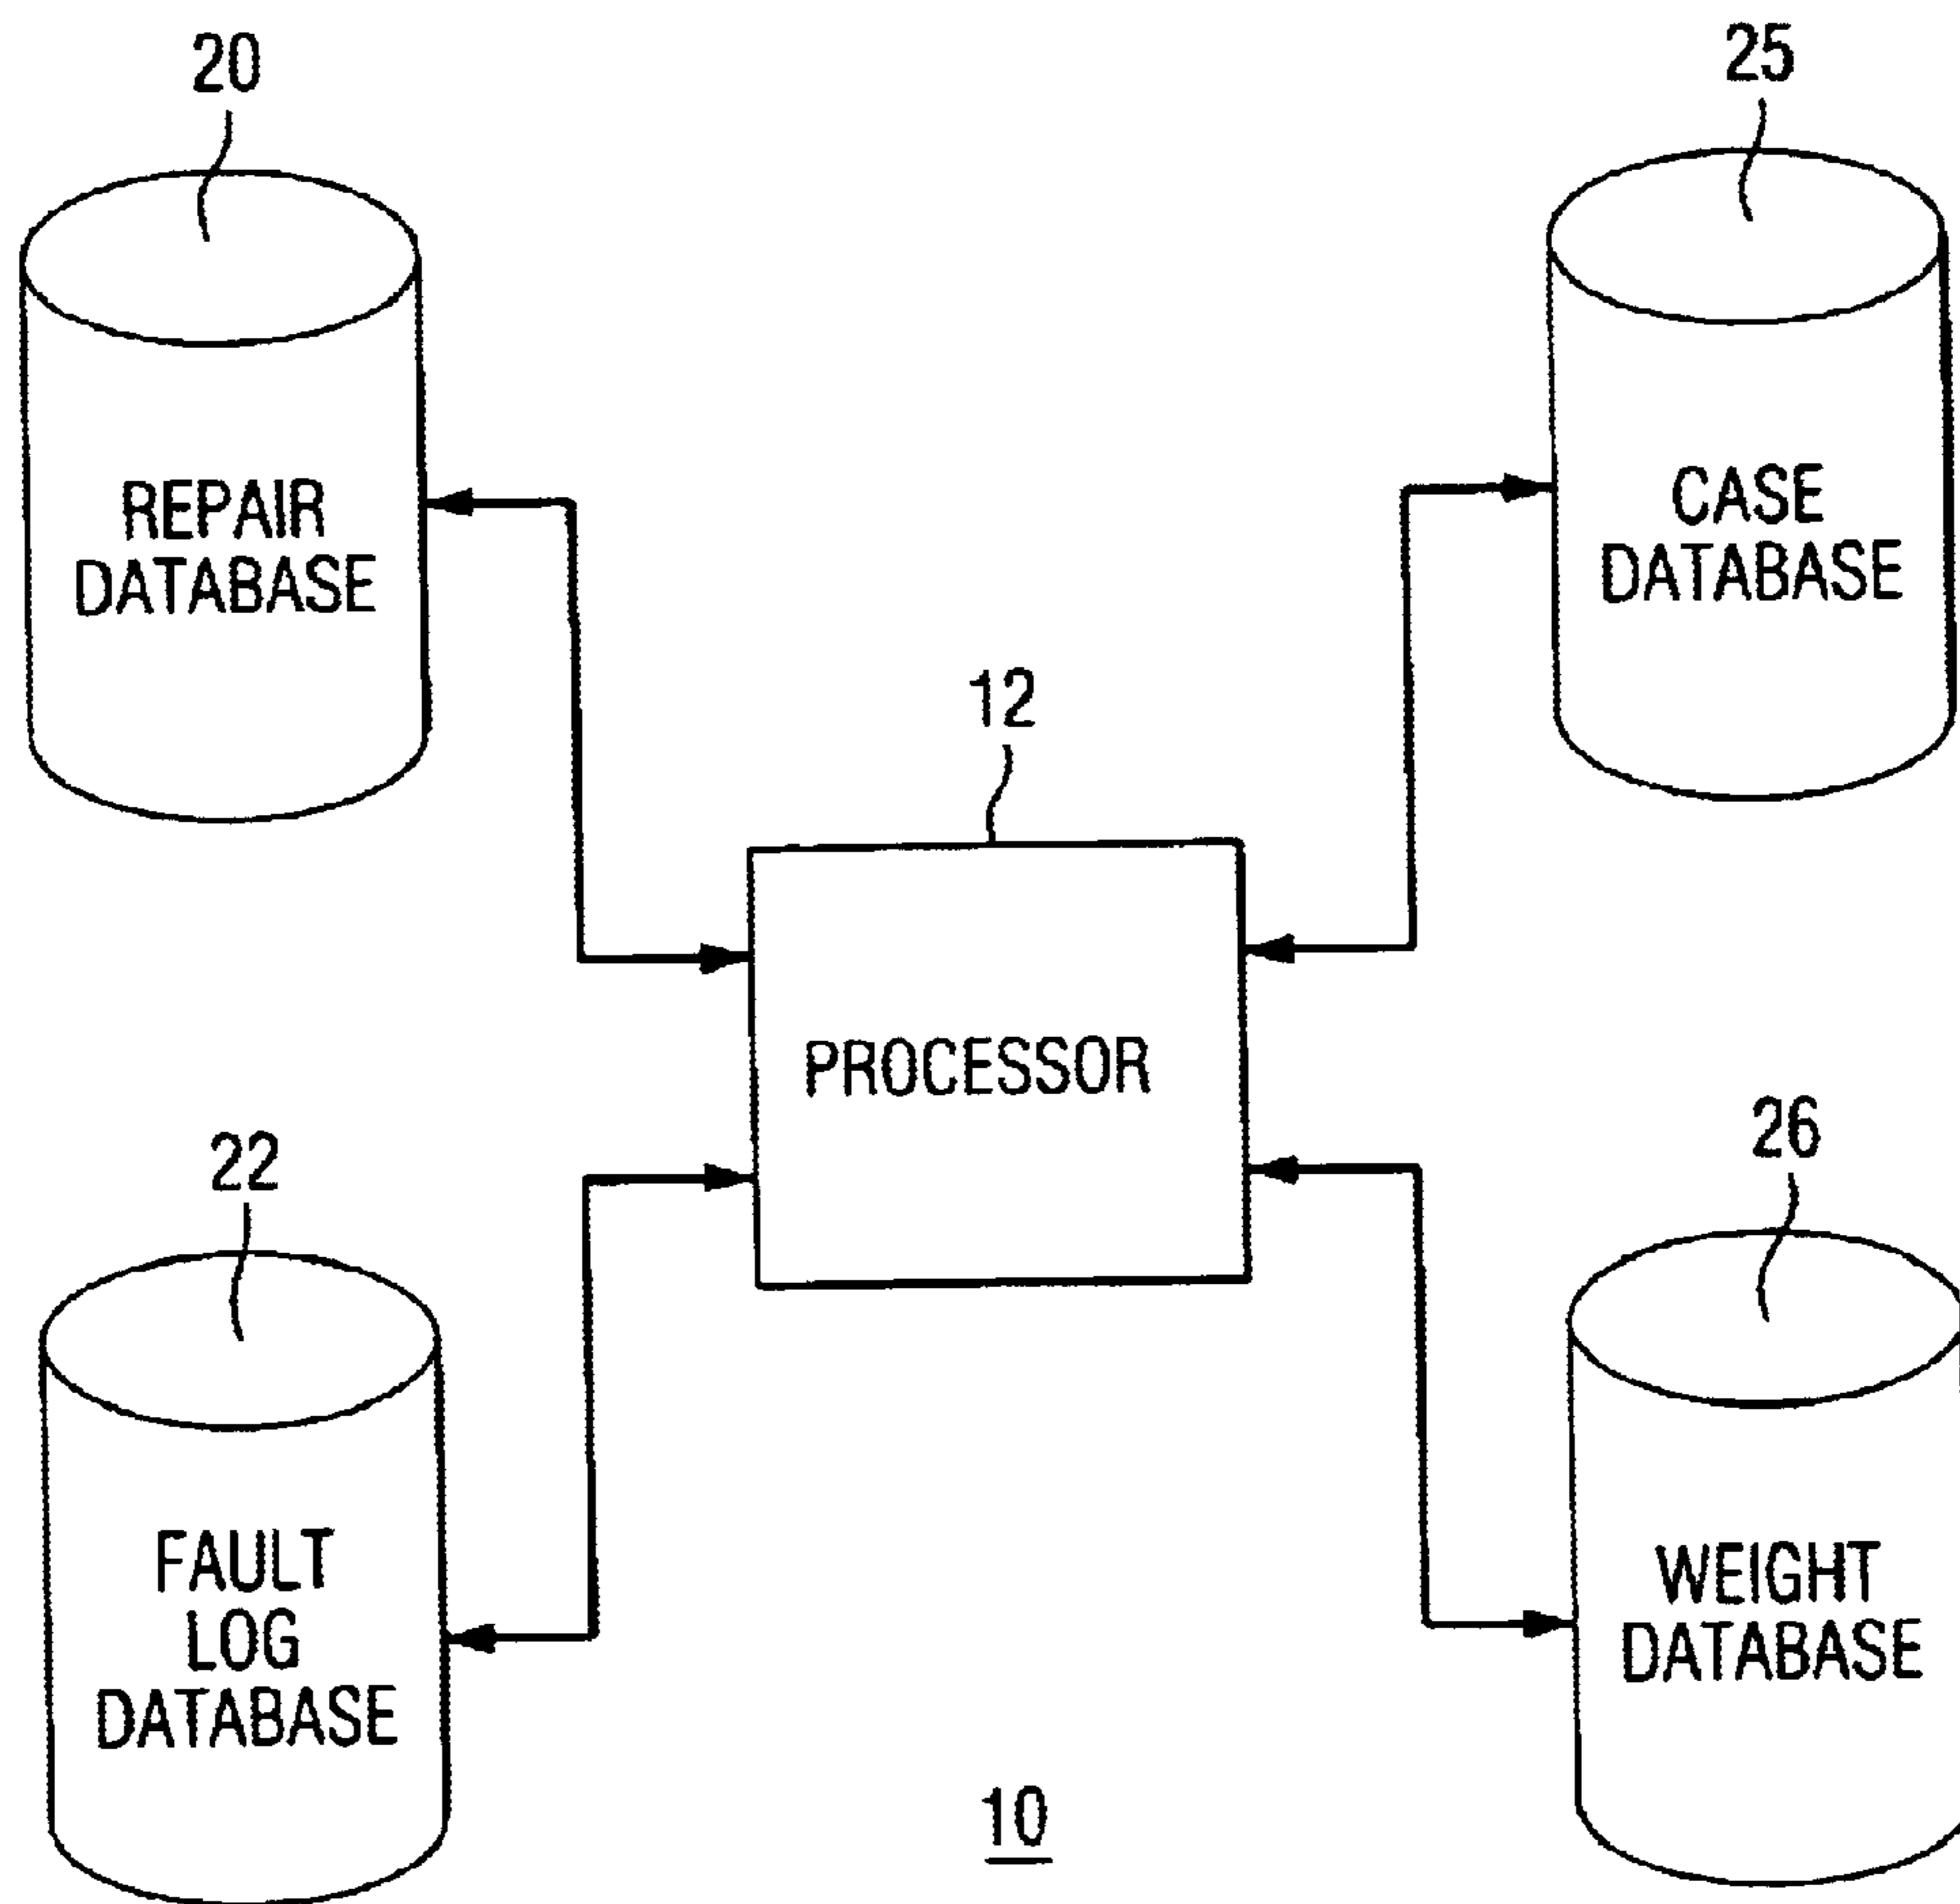 20
25
REPAIR
DATABASE
CASE
DATABASE
12
PROCESSOR
22
26
FAULT
LOG
DATABASE
WEIGHT
DATABASE
10